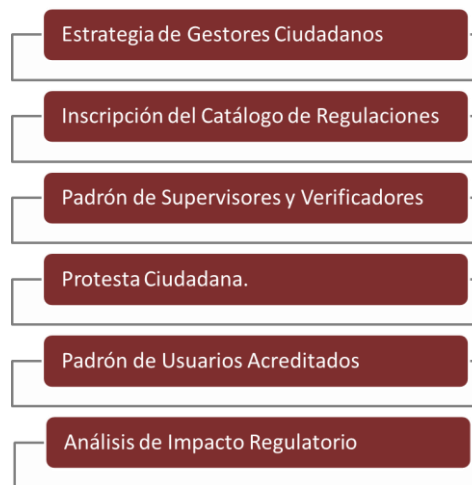 Estrategia de Gestores Ciudadanos
Inscripción del Catálogo de Regulaciones
Padrón de Supervisores y Verificadores
Protesta Ciudadana.
Padrón de Usuarios Acreditados
Análisis de Impacto Regulatorio